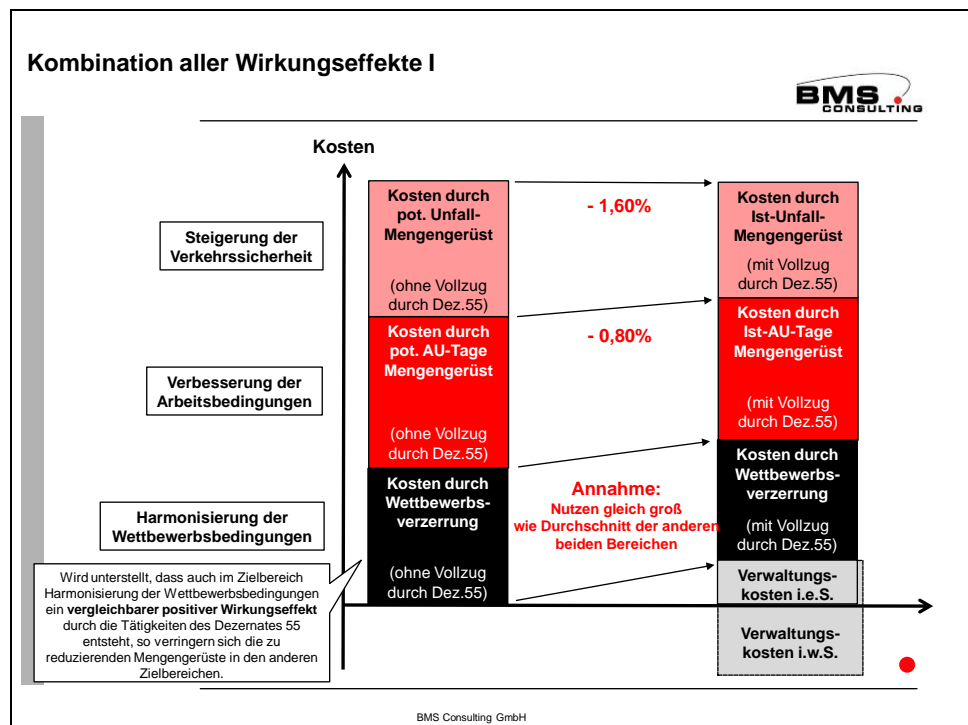 Kombination aller Wirkungseffekte I
BMS
CONSULTING
Kosten
Steigerung der
Verkehrssicherheit
Verbesserung der
Arbeitsbedingungen
Harmonisierung der
Wettbewerbsbedingungen
Wird unterstellt, dass auch im Zielbereich
Harmonisierung der Wettbewerbsbedingungen
ein vergleichbarer positiver Wirkungseffekt
durch die Tätigkeiten des Dezernates 55
entsteht, so verringern sich die zu
reduzierenden Mengengerüste in den anderen
Zielbereichen.
Kosten durch
pot. Unfall-
Mengengerüst
(ohne Vollzug
durch Dez.55)
Kosten durch
pot. AU-Tage
Mengengerüst
(ohne Vollzug
durch Dez.55)
Kosten durch
Wettbewerbs-
verzerrung
(ohne Vollzug
durch Dez.55)
- 1,60%
- 0,80%
Annahme:
Nutzen gleich groß
wie Durchschnitt der anderen
beiden Bereichen
Kosten durch
Ist-Unfall-
Mengengerüst
(mit Vollzug
durch Dez.55)
Kosten durch
Ist-AU-Tage
Mengengerüst
(mit Vollzug
durch Dez.55)
Kosten durch
Wettbewerbs-
verzerrung
(mit Vollzug
durch Dez.55)
Verwaltungs-
kosten i.e.S.
Verwaltungs-
kosten i.w.S.
BMS Consulting GmbH